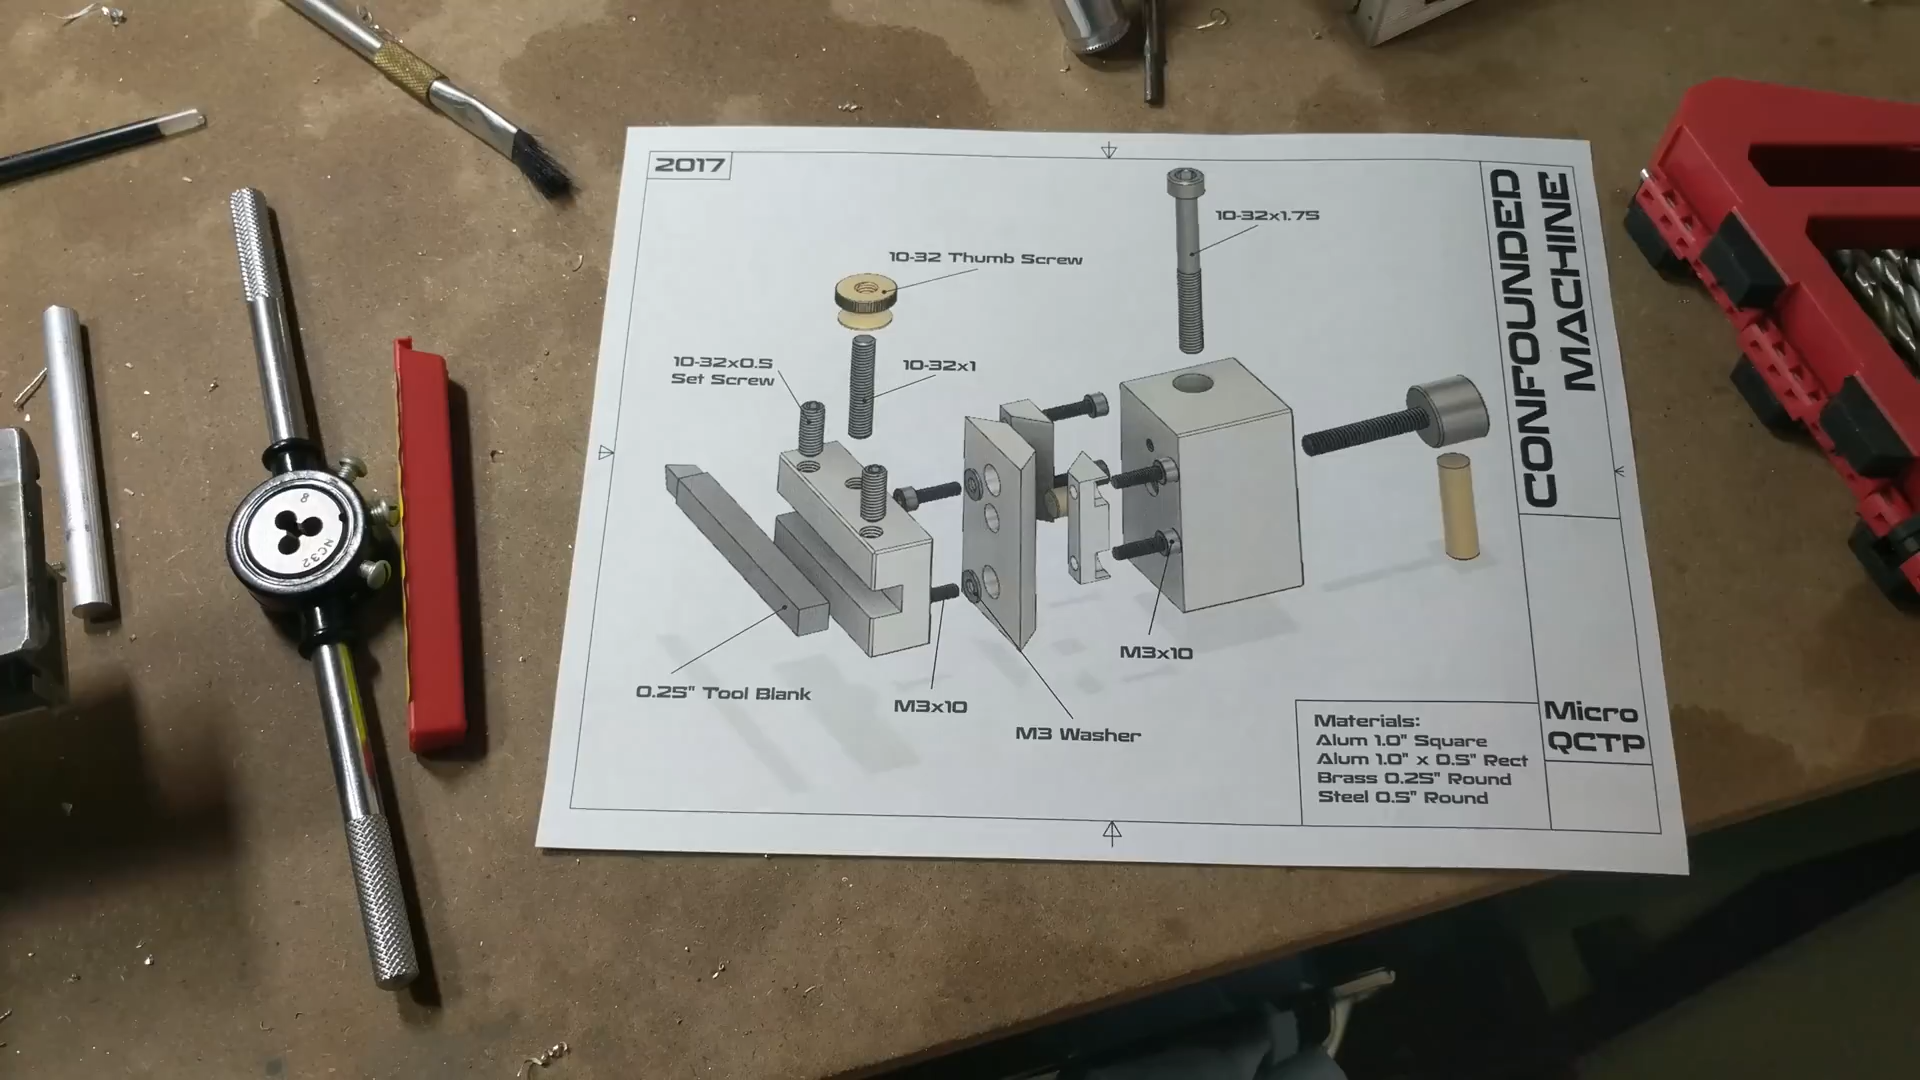 2017
CONFOUNDED
MACHINE
10-32x1.75
10-32 Thumb Screw
10-32x0.5
Set Screw
10-32x1
M3x10
0.25" Tool Blank
M3x10
M3 Washer
Materials:
Alum 1.0" Square
Alum 1.0" x 0.5" Rect
Brass 0.25" Round
Steel 0.5" Round
Micro
QCTP
8
NC32